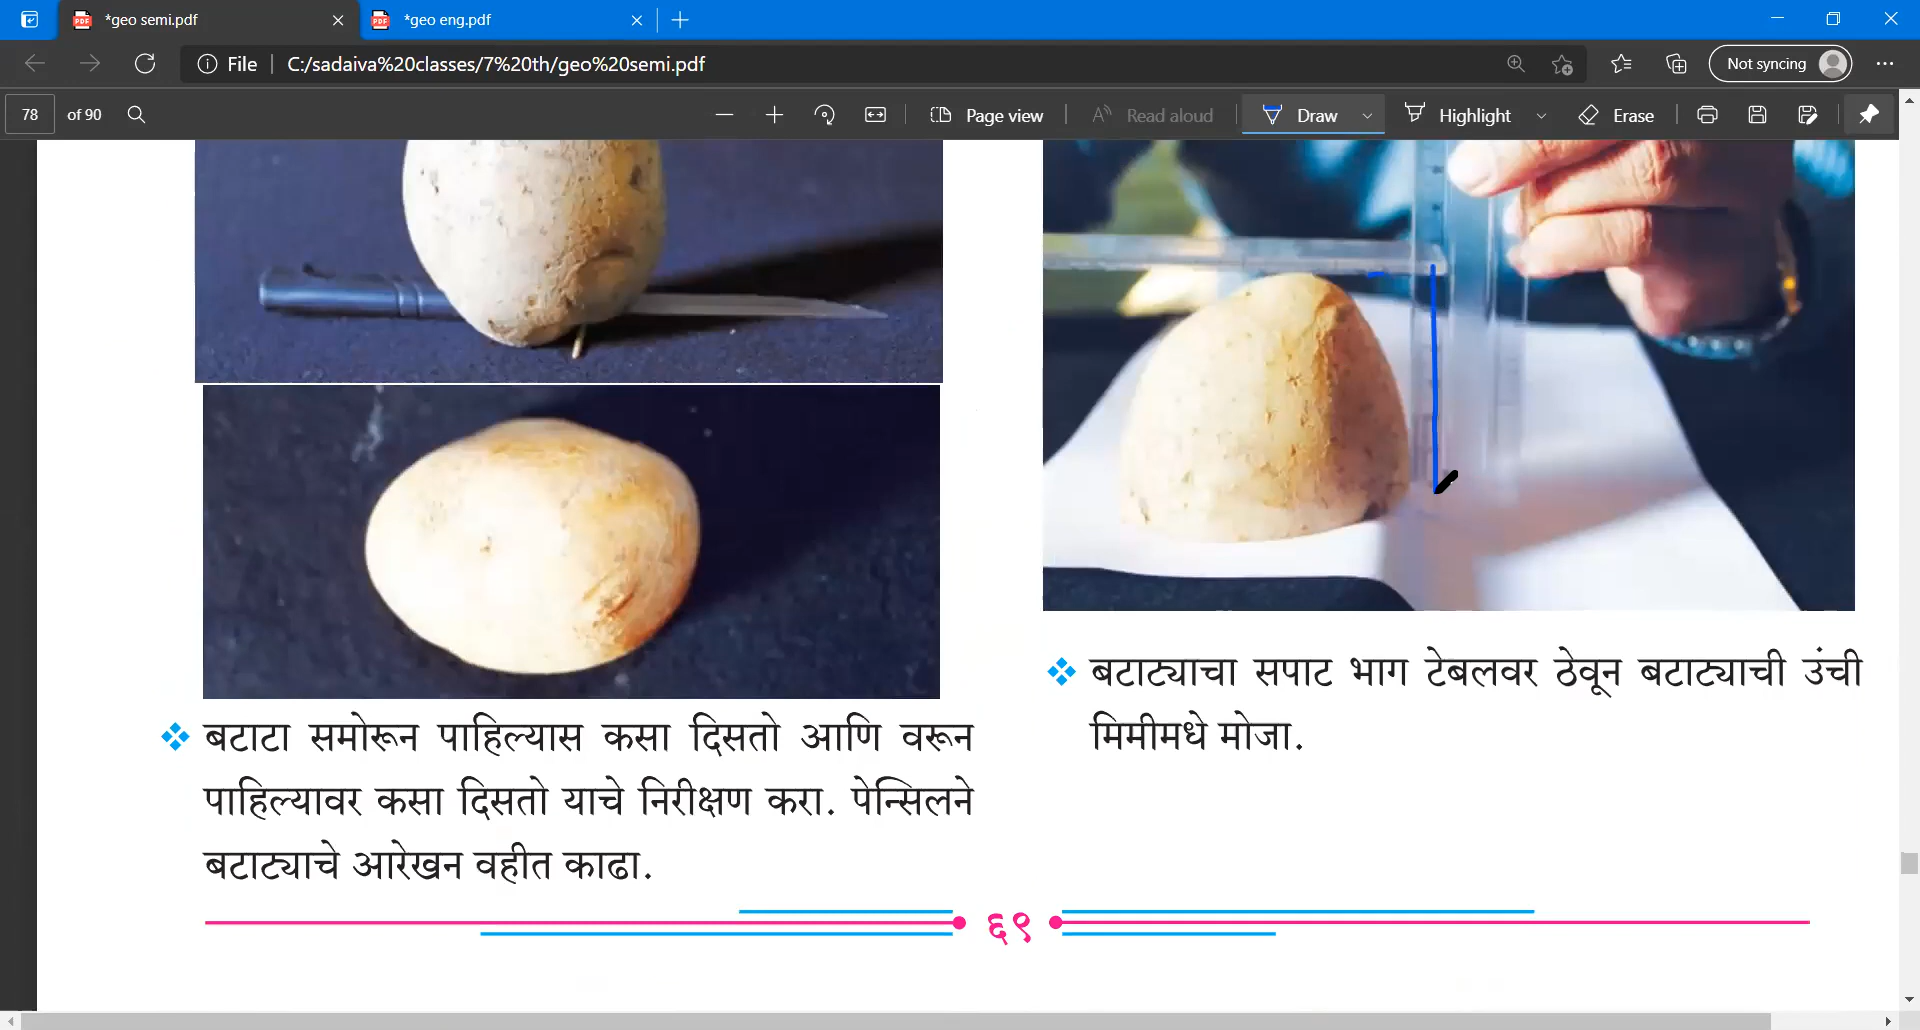 *geo semi.pdf
*geo eng.pdf
File
C:/sadaiva%20classes/7%20th/geo%20semi.pdf
Not syncing
78 of 90
Page view
Read aloud
Draw
Highlight
Erase
बटाटा समोरून पाहिल्यास कसा दिसतो आणि वरून
पाहिल्यावर कसा दिसतो याचे निरीक्षण करा. पेन्सिलने
बटाट्याचे आरेखन वहीत काढा.
बटाट्याचा सपाट भाग टेबलवर ठेवून बटाट्याची उंची
मिमीमधे मोजा.
६९